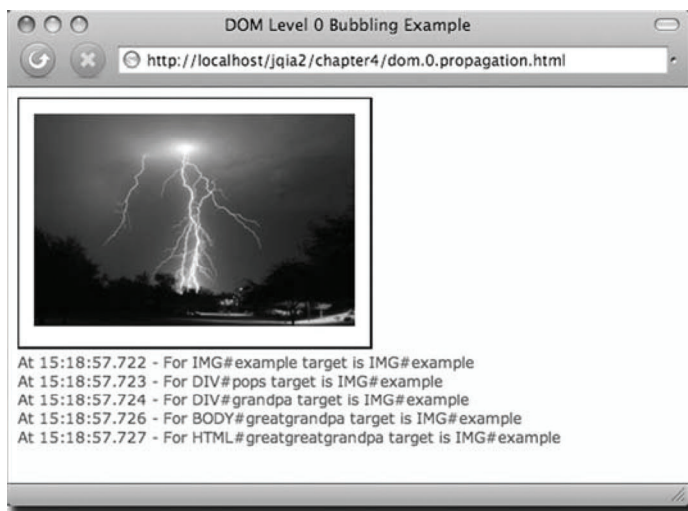 DOM Level 0 Bubbling Example
http://localhost/jqia2/chapter4/dom.0.propagation.html
At 15:18:57.722 - For IMG#example target is IMG#example
At 15:18:57.723 - For DIV#pops target is IMG#example
At 15:18:57.724 - For DIV#grandpa target is IMG#example
At 15:18:57.726 - For BODY#greatgrandpa target is IMG#example
At 15:18:57.727 - For HTML#greatgreatgrandpa target is IMG#example